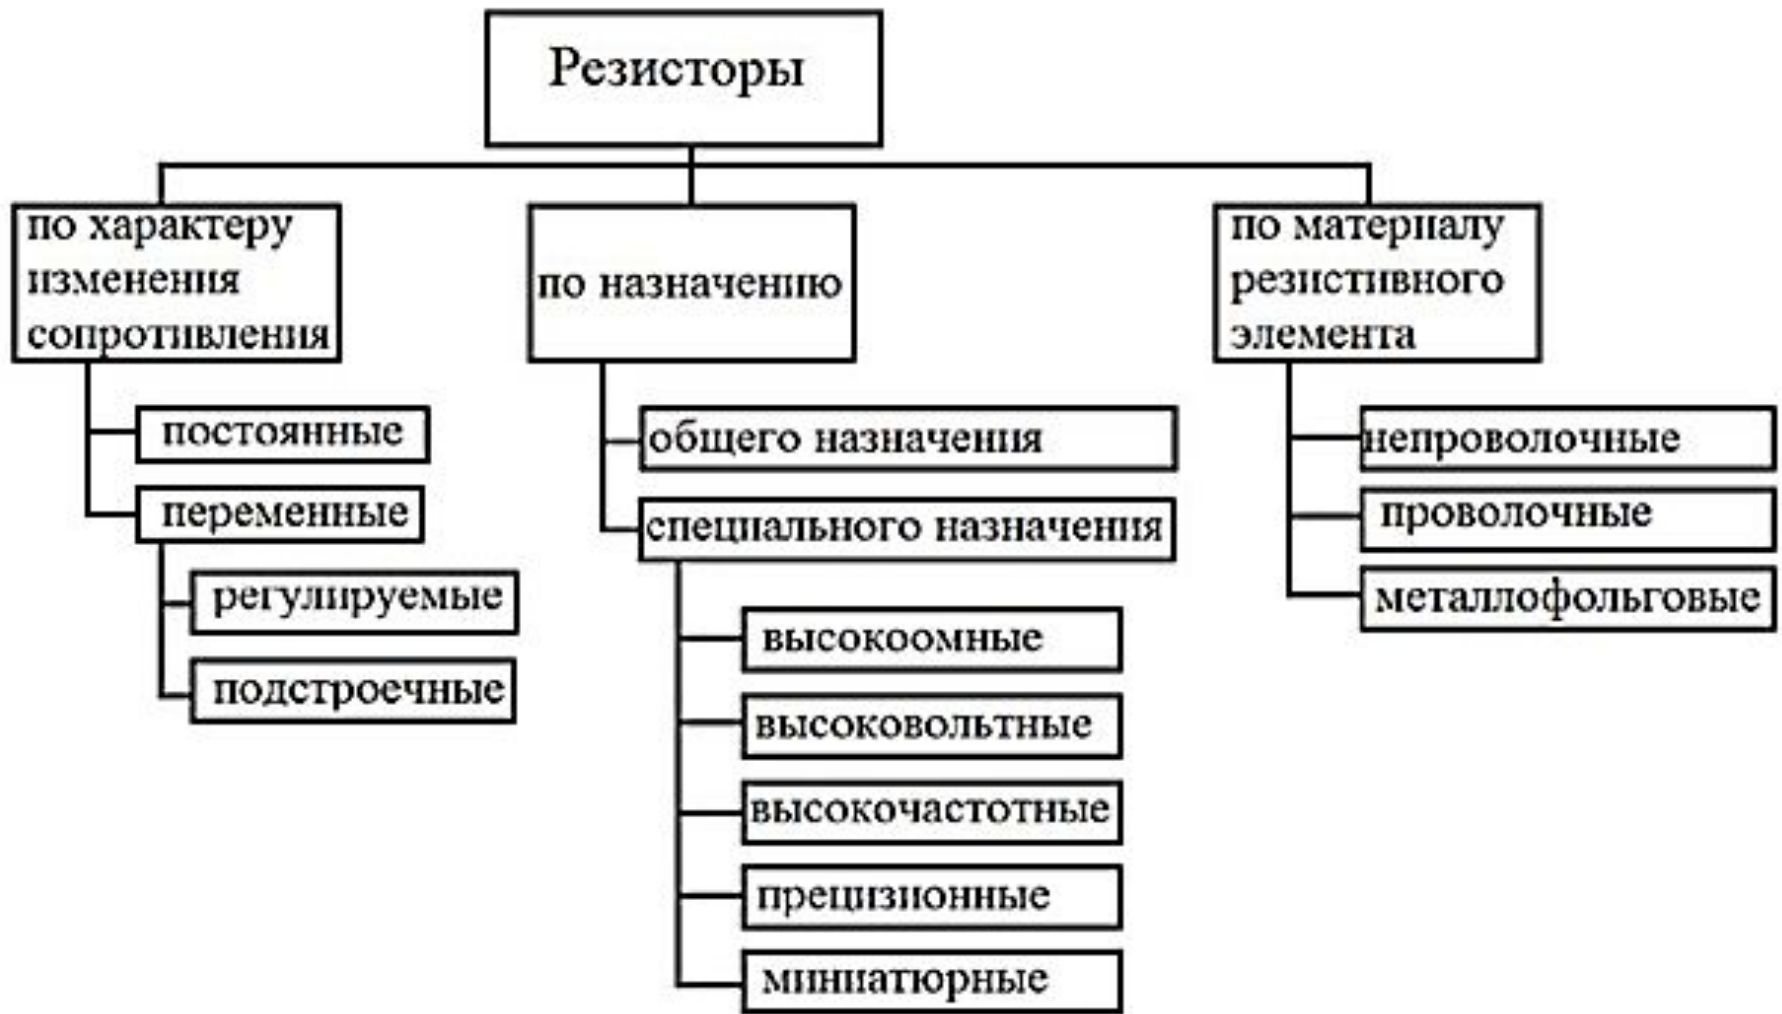 Резисторы
по характеру
изменения
сопротивления
постоянные
переменные
регулируемые
подстроечные
по назначению
общего назначения
специального назначения
высокоомные
высоковольтные
высокочастотные
прецизионные
миниатюрные
по материалу
резистивного
элемента
непроволочные
проволочные
металлофольговые